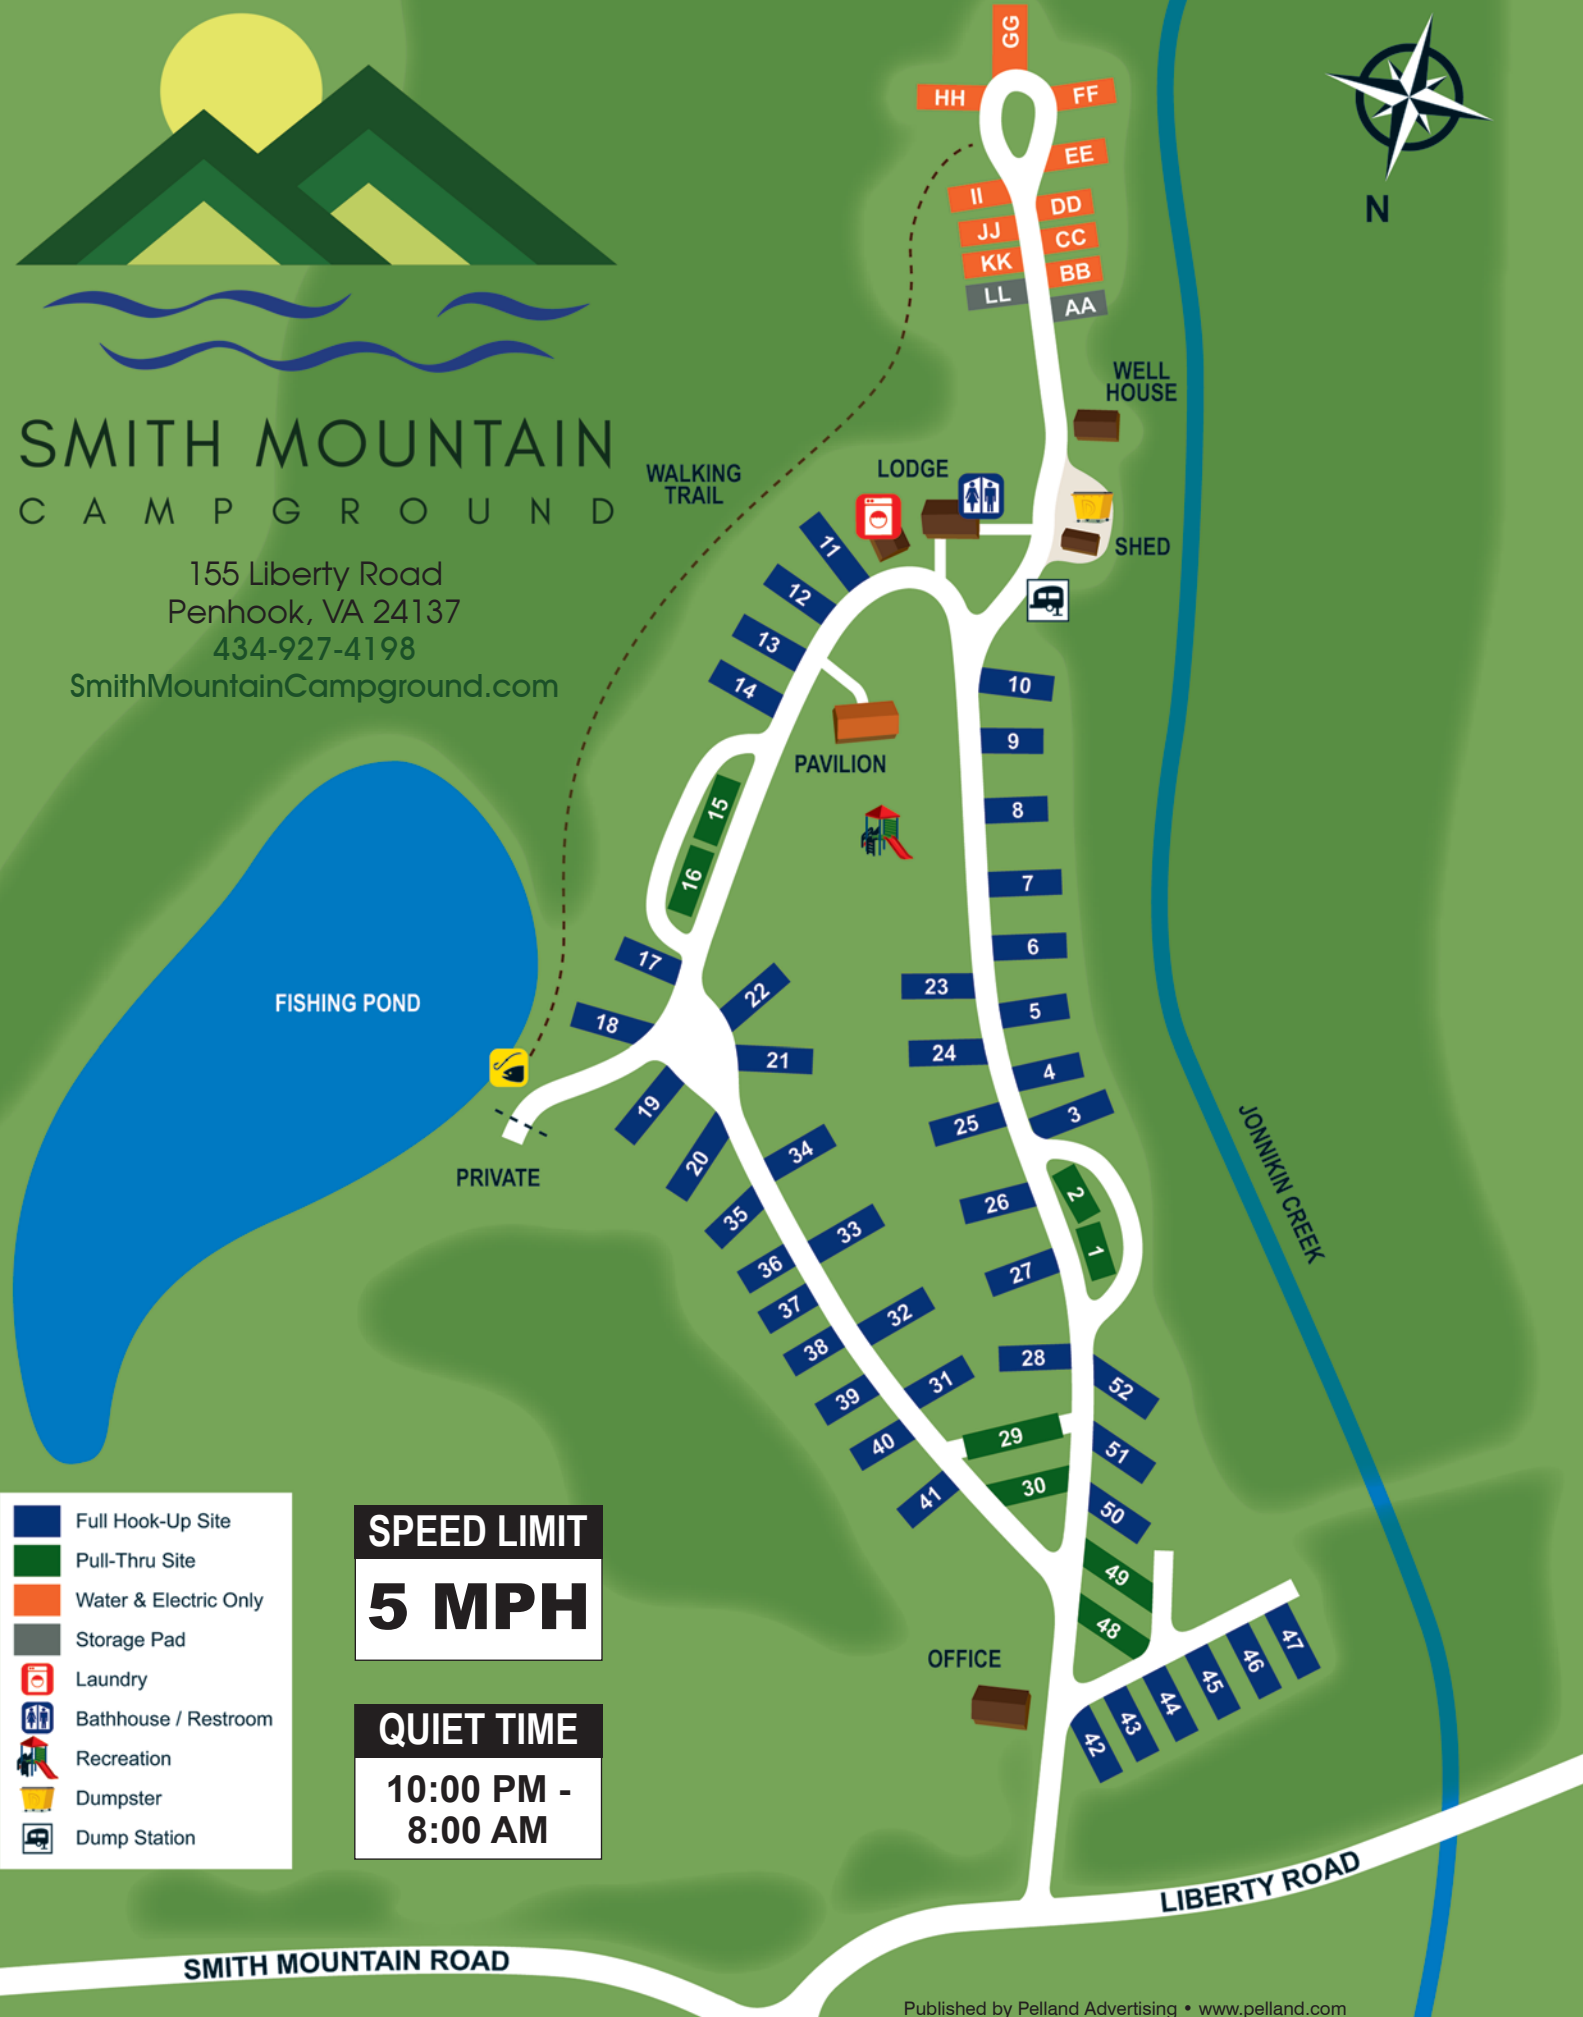 GG
HH
FF
EE
II
DD
JJ
CC
KK
BB
LL
AA
N
SMITH MOUNTAIN
CAMPGROUND
155 Liberty Road
Penhook, VA 24137
434-927-4198
SmithMountainCampground.com
WELL
HOUSE
LODGE
WALKING
TRAIL
SHED
11
12
13
14
10
9
PAVILION
8
15
16
7
6
17
18
22
23
5
FISHING POND
21
24
4
19
20
25
3
34
PRIVATE
35
33
26
2
1
36
27
37
32
38
28
31
52
39
JONNIKIN CREEK
40
29
51
41
30
50
49
48
47
46
45
44
43
42
OFFICE
Full Hook-Up Site
Pull-Thru Site
Water & Electric Only
Storage Pad
Laundry
Bathhouse / Restroom
Recreation
Dumpster
Dump Station
SPEED LIMIT
5 MPH
QUIET TIME
10:00 PM -
8:00 AM
LIBERTY ROAD
SMITH MOUNTAIN ROAD
Published by Pelland Advertising • www.pelland.com